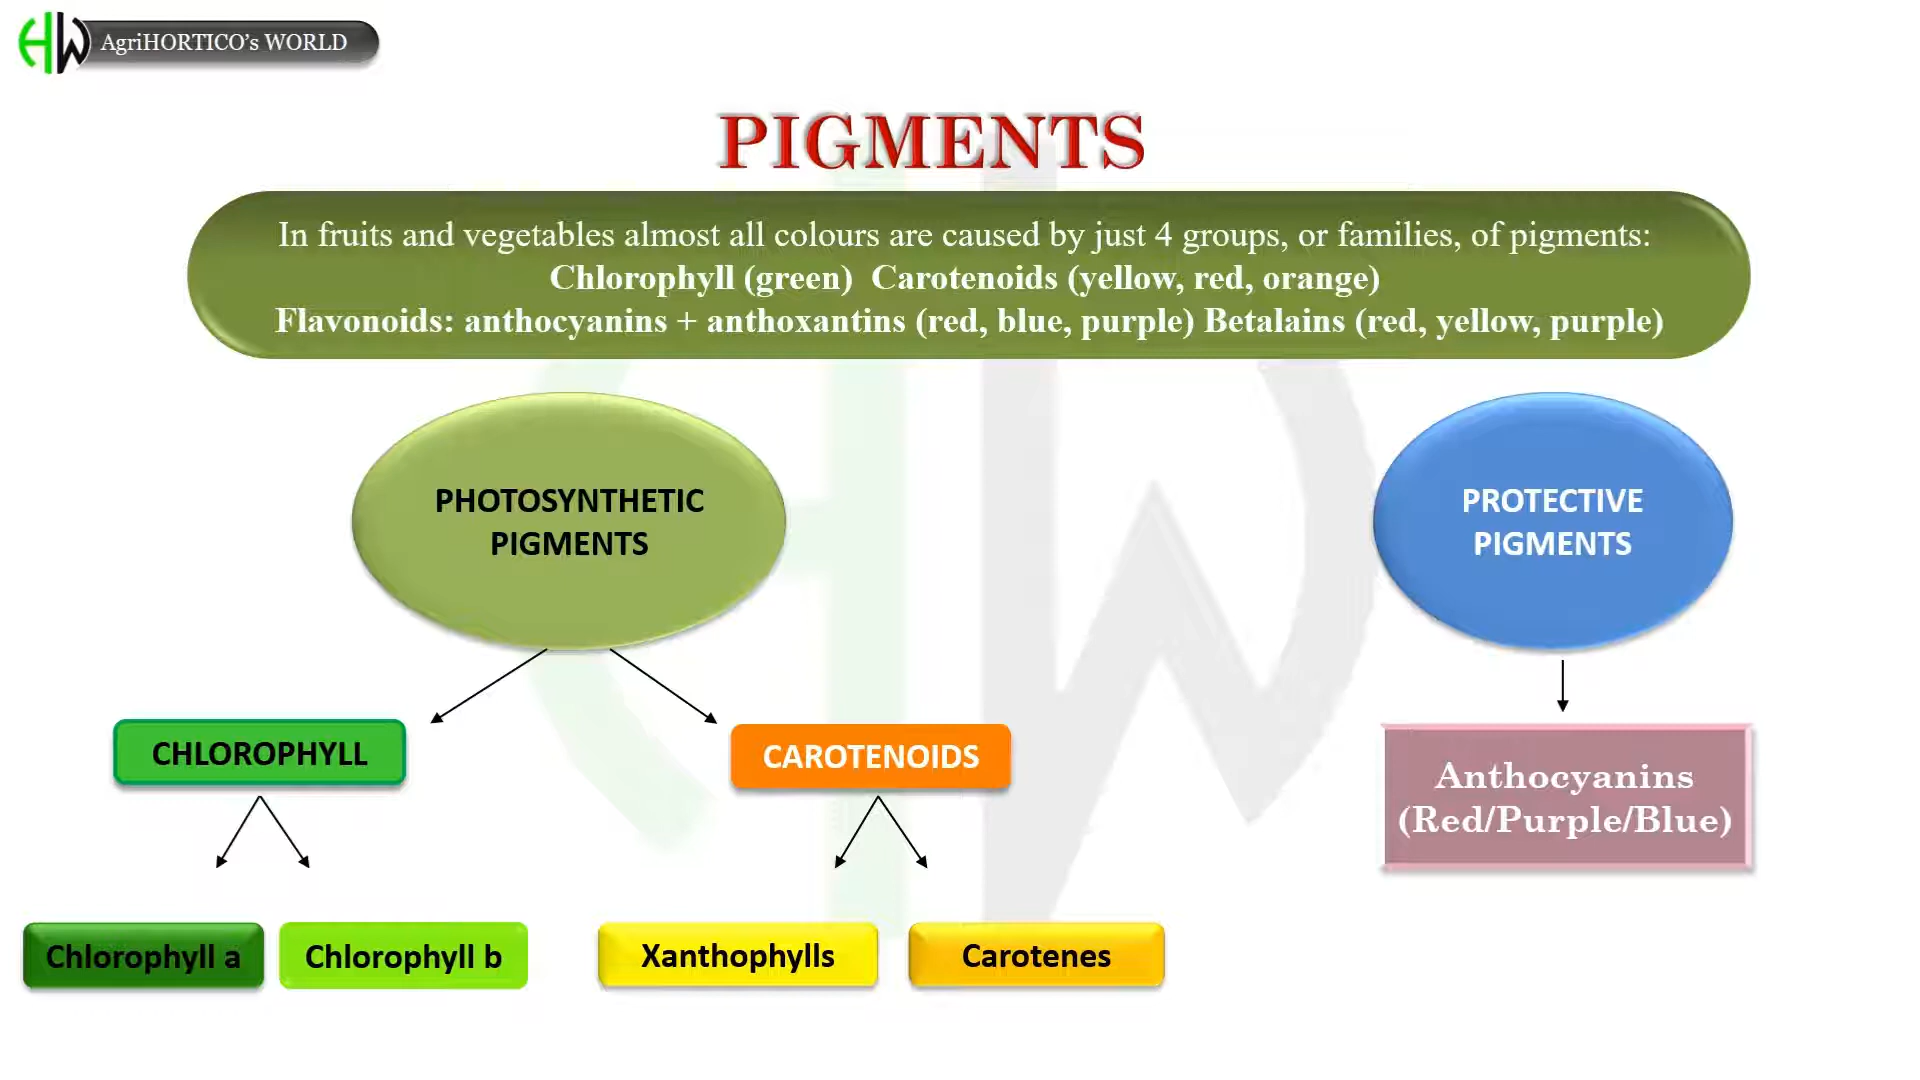 AgriHORTICO's WORLD
PIGMENTS
In fruits and vegetables almost all colours are caused by just 4 groups, or families, of pigments:
Chlorophyll (green) Carotenoids (yellow, red, orange)
Flavonoids: anthocyanins + anthoxantins (red, blue, purple) Betalains (red, yellow, purple)
PHOTOSYNTHETIC
PIGMENTS
PROTECTIVE
PIGMENTS
CHLOROPHYLL
CAROTENOIDS
Anthocyanins
(Red/Purple/Blue)
Chlorophyll a
Chlorophyll b
Xanthophylls
Carotenes